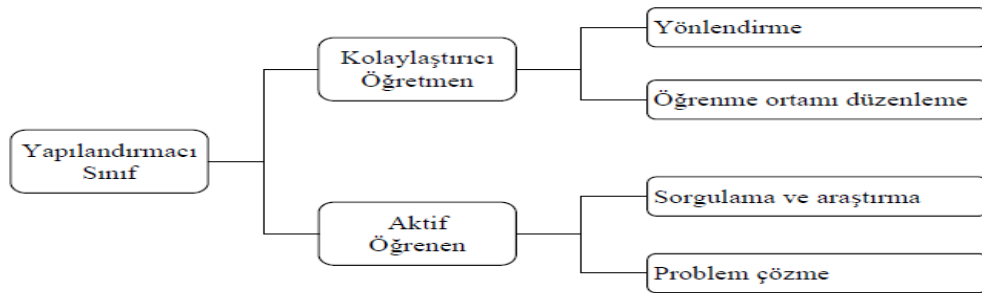 Yapılandırmacı
Sınıf
Kolaylaştırıcı
Öğretmen
Yönlendirme
Öğrenme ortamı düzenleme
Aktif
Öğrenen
Sorgulama ve araştırma
Problem çözme